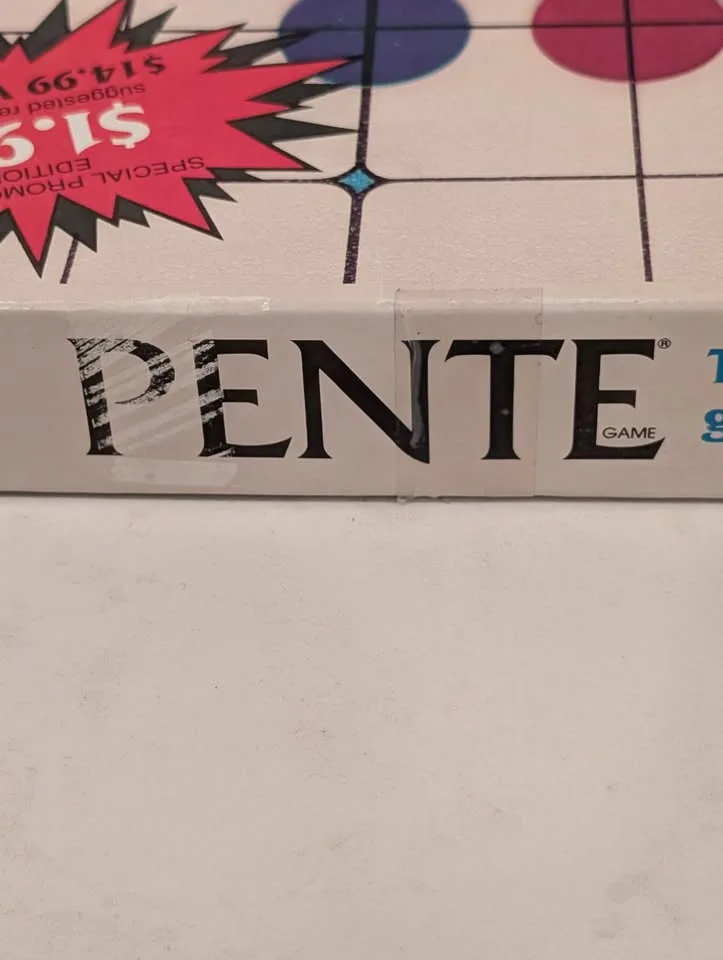 SPECIAL PROMO
EDITION
$1.9
suggested re
$14.99 V
PENTE®
GAME